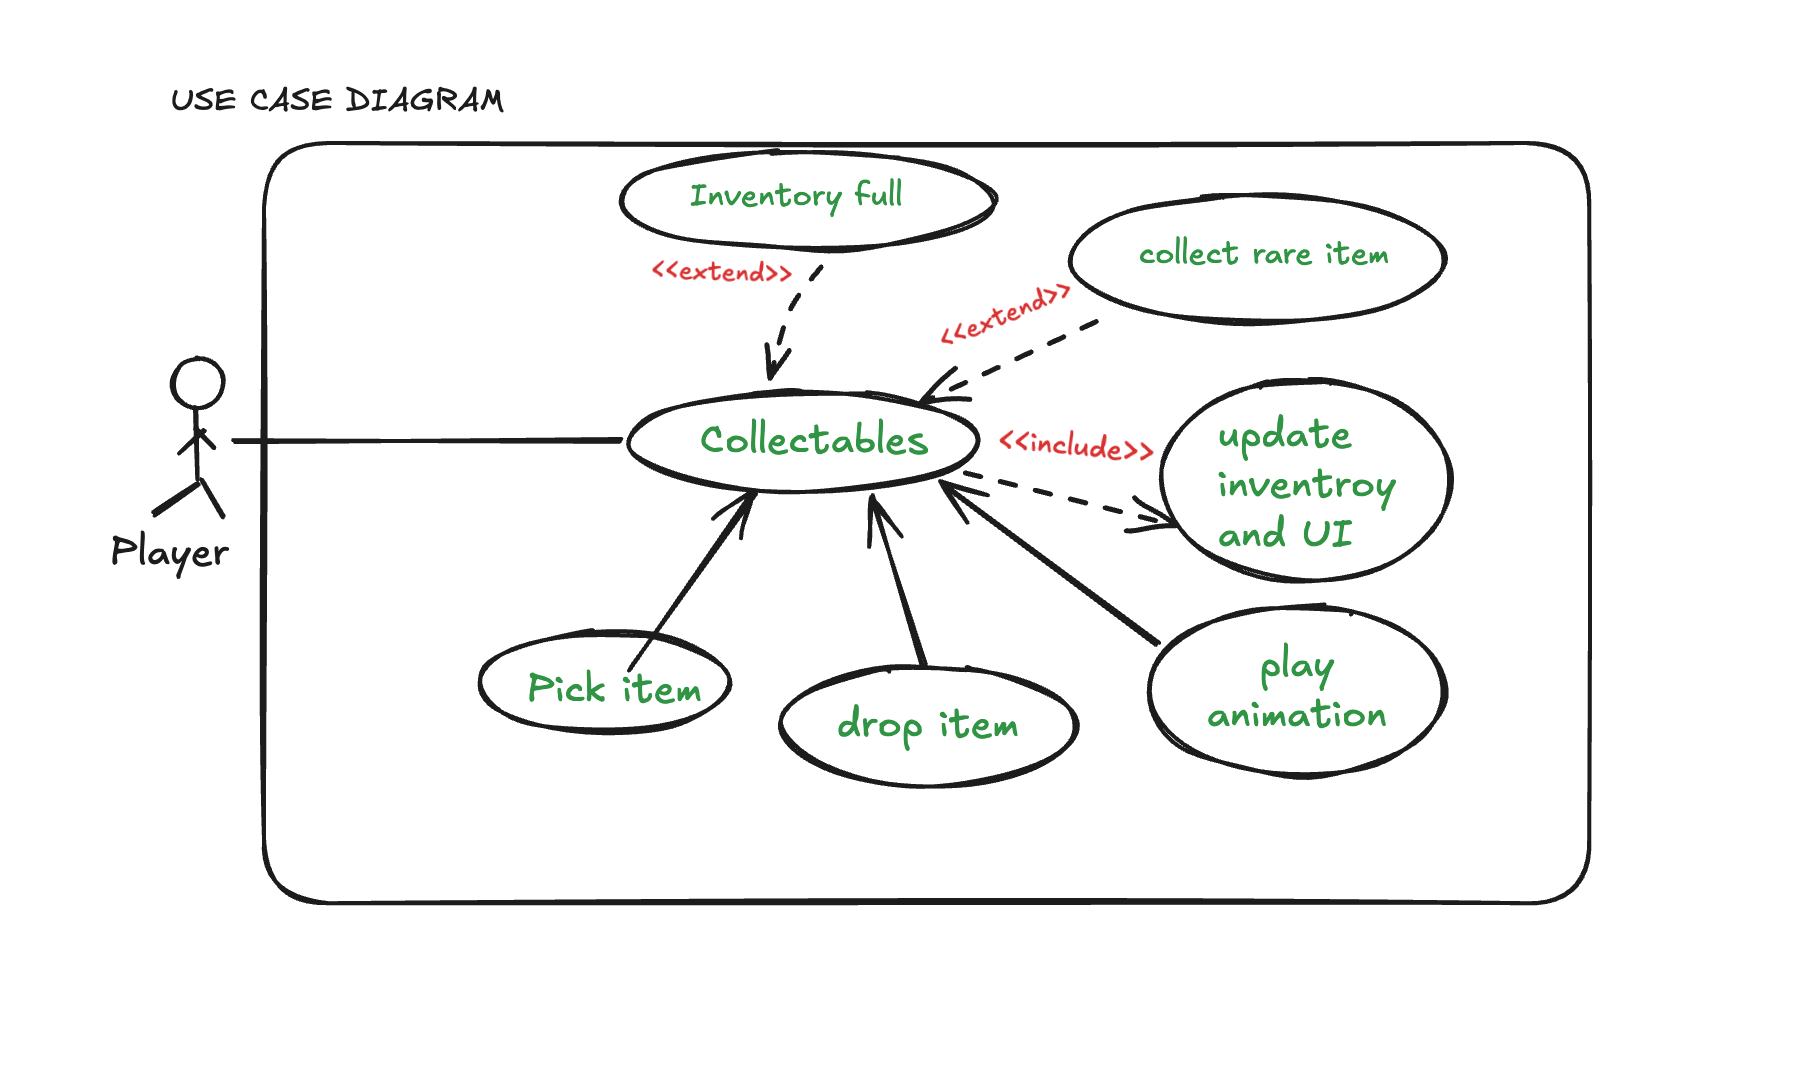 USE CASE DIAGRAM
Inventory full
<<extend>>
collect rare item
<<extend>>
Collectables
<<include>>
update
inventroy
and UI
Player
Pick item
drop item
play
animation